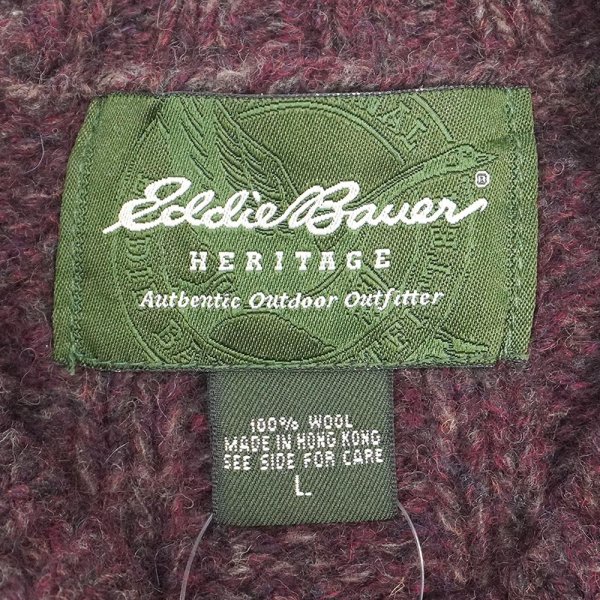 Eddie Bauer®
HERITAGE
Authentic Outdoor Outfitter
100% WOOL
MADE IN HONG KONG
SEE SIDE FOR CARE
L